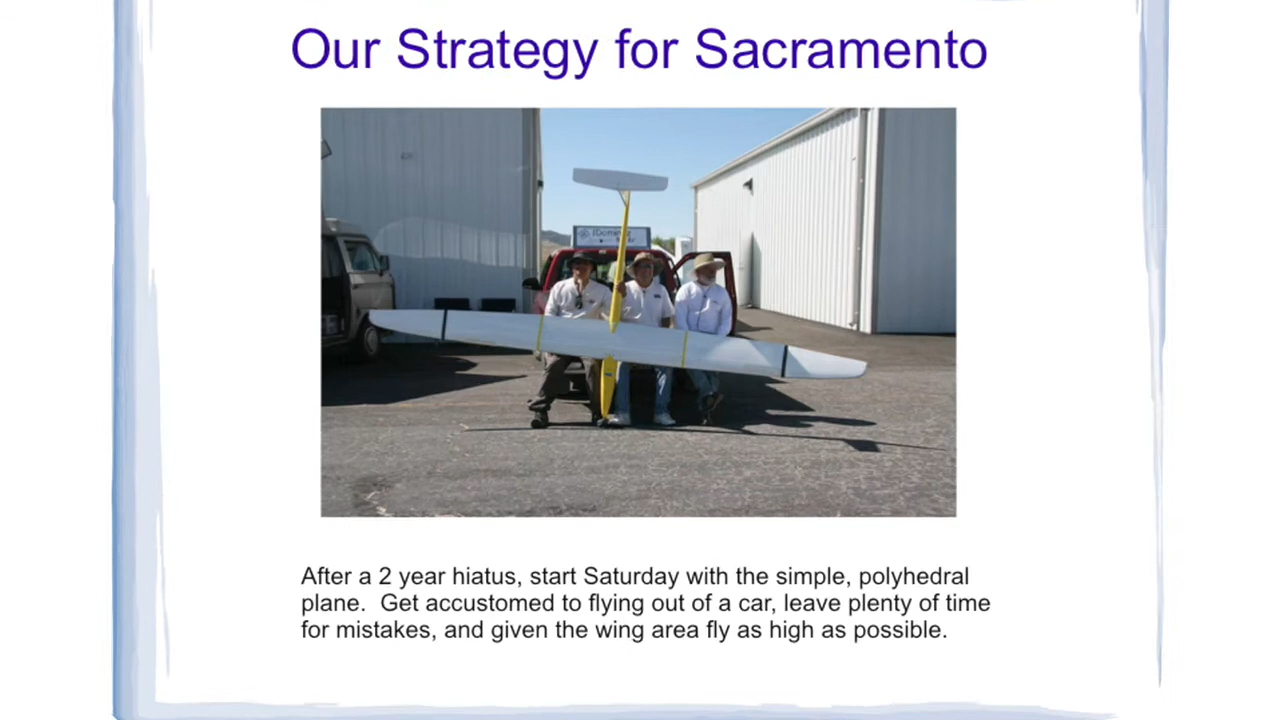 Our Strategy for Sacramento
After a 2 year hiatus, start Saturday with the simple, polyhedral
plane.  Get accustomed to flying out of a car, leave plenty of time
for mistakes, and given the wing area fly as high as possible.